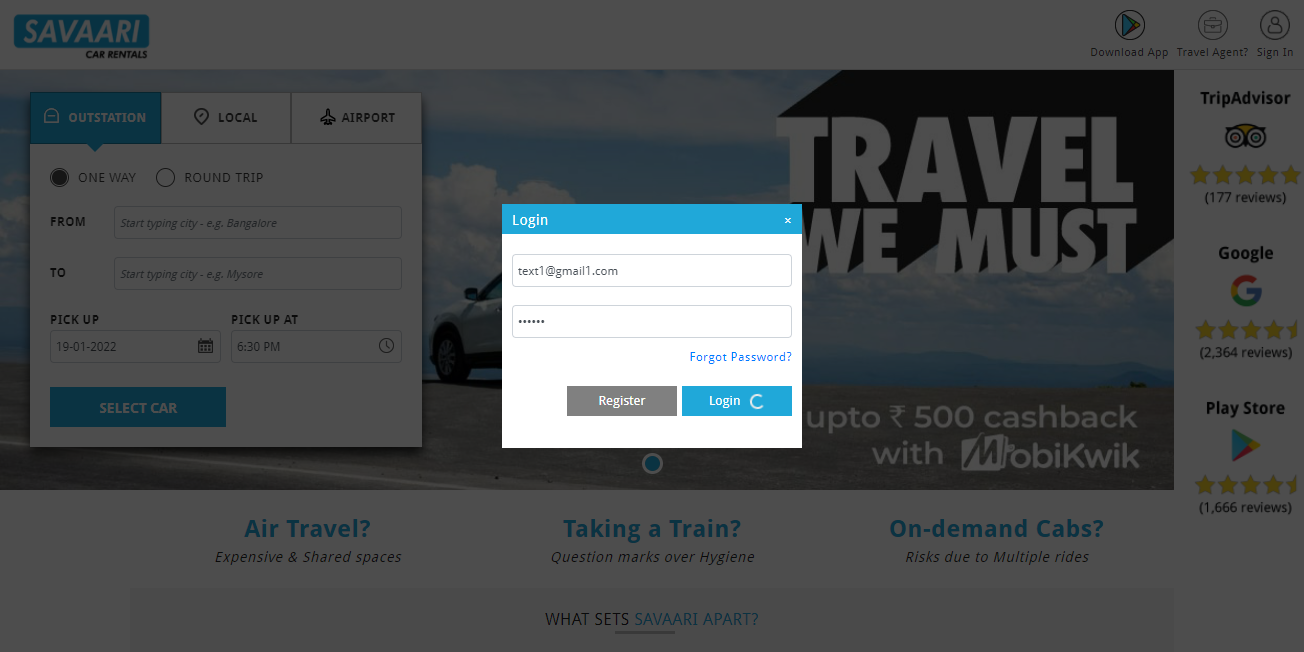 SAVAARI
CAR RENTALS
Download App
Travel Agent?
Sign In
OUTSTATION
LOCAL
AIRPORT
ONE WAY
ROUND TRIP
FROM
Start typing city - e.g. Bangalore
TO
Start typing city - e.g. Mysore
PICK UP
PICK UP AT
19-01-2022
6:30 PM
SELECT CAR
TRAVEL
WE MUST
upto ₹ 500 cashback
with MobiKwik
Login
×
text1@gmail1.com
••••••
Forgot Password?
Register
Login
TripAdvisor
(177 reviews)
Google
(2,364 reviews)
Play Store
(1,666 reviews)
Air Travel?
Expensive & Shared spaces
Taking a Train?
Question marks over Hygiene
On-demand Cabs?
Risks due to Multiple rides
WHAT SETS SAVAARI APART?